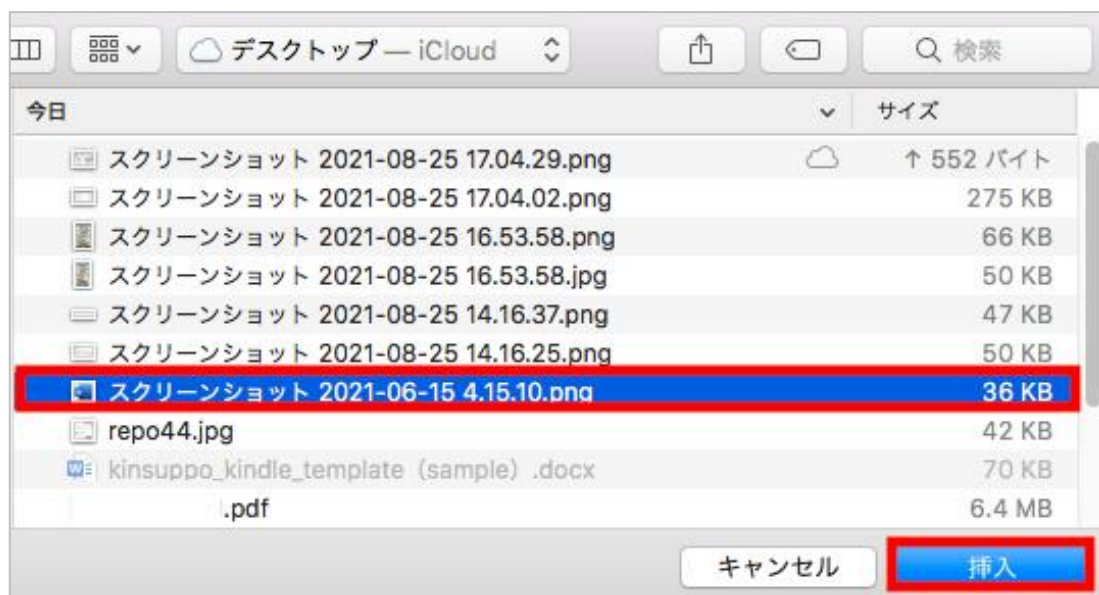 デスクトップ — iCloud 検索
今日 サイズ
スクリーンショット 2021-08-25 17.04.29.png ↑ 552 バイト
スクリーンショット 2021-08-25 17.04.02.png 275 KB
スクリーンショット 2021-08-25 16.53.58.png 66 KB
スクリーンショット 2021-08-25 16.53.58.jpg 50 KB
スクリーンショット 2021-08-25 14.16.37.png 47 KB
スクリーンショット 2021-08-25 14.16.25.png 50 KB
スクリーンショット 2021-06-15 4.15.10.png 36 KB
repo44.jpg 42 KB
kinsuppo_kindle_template（sample）.docx 70 KB
.pdf 6.4 MB
キャンセル 挿入